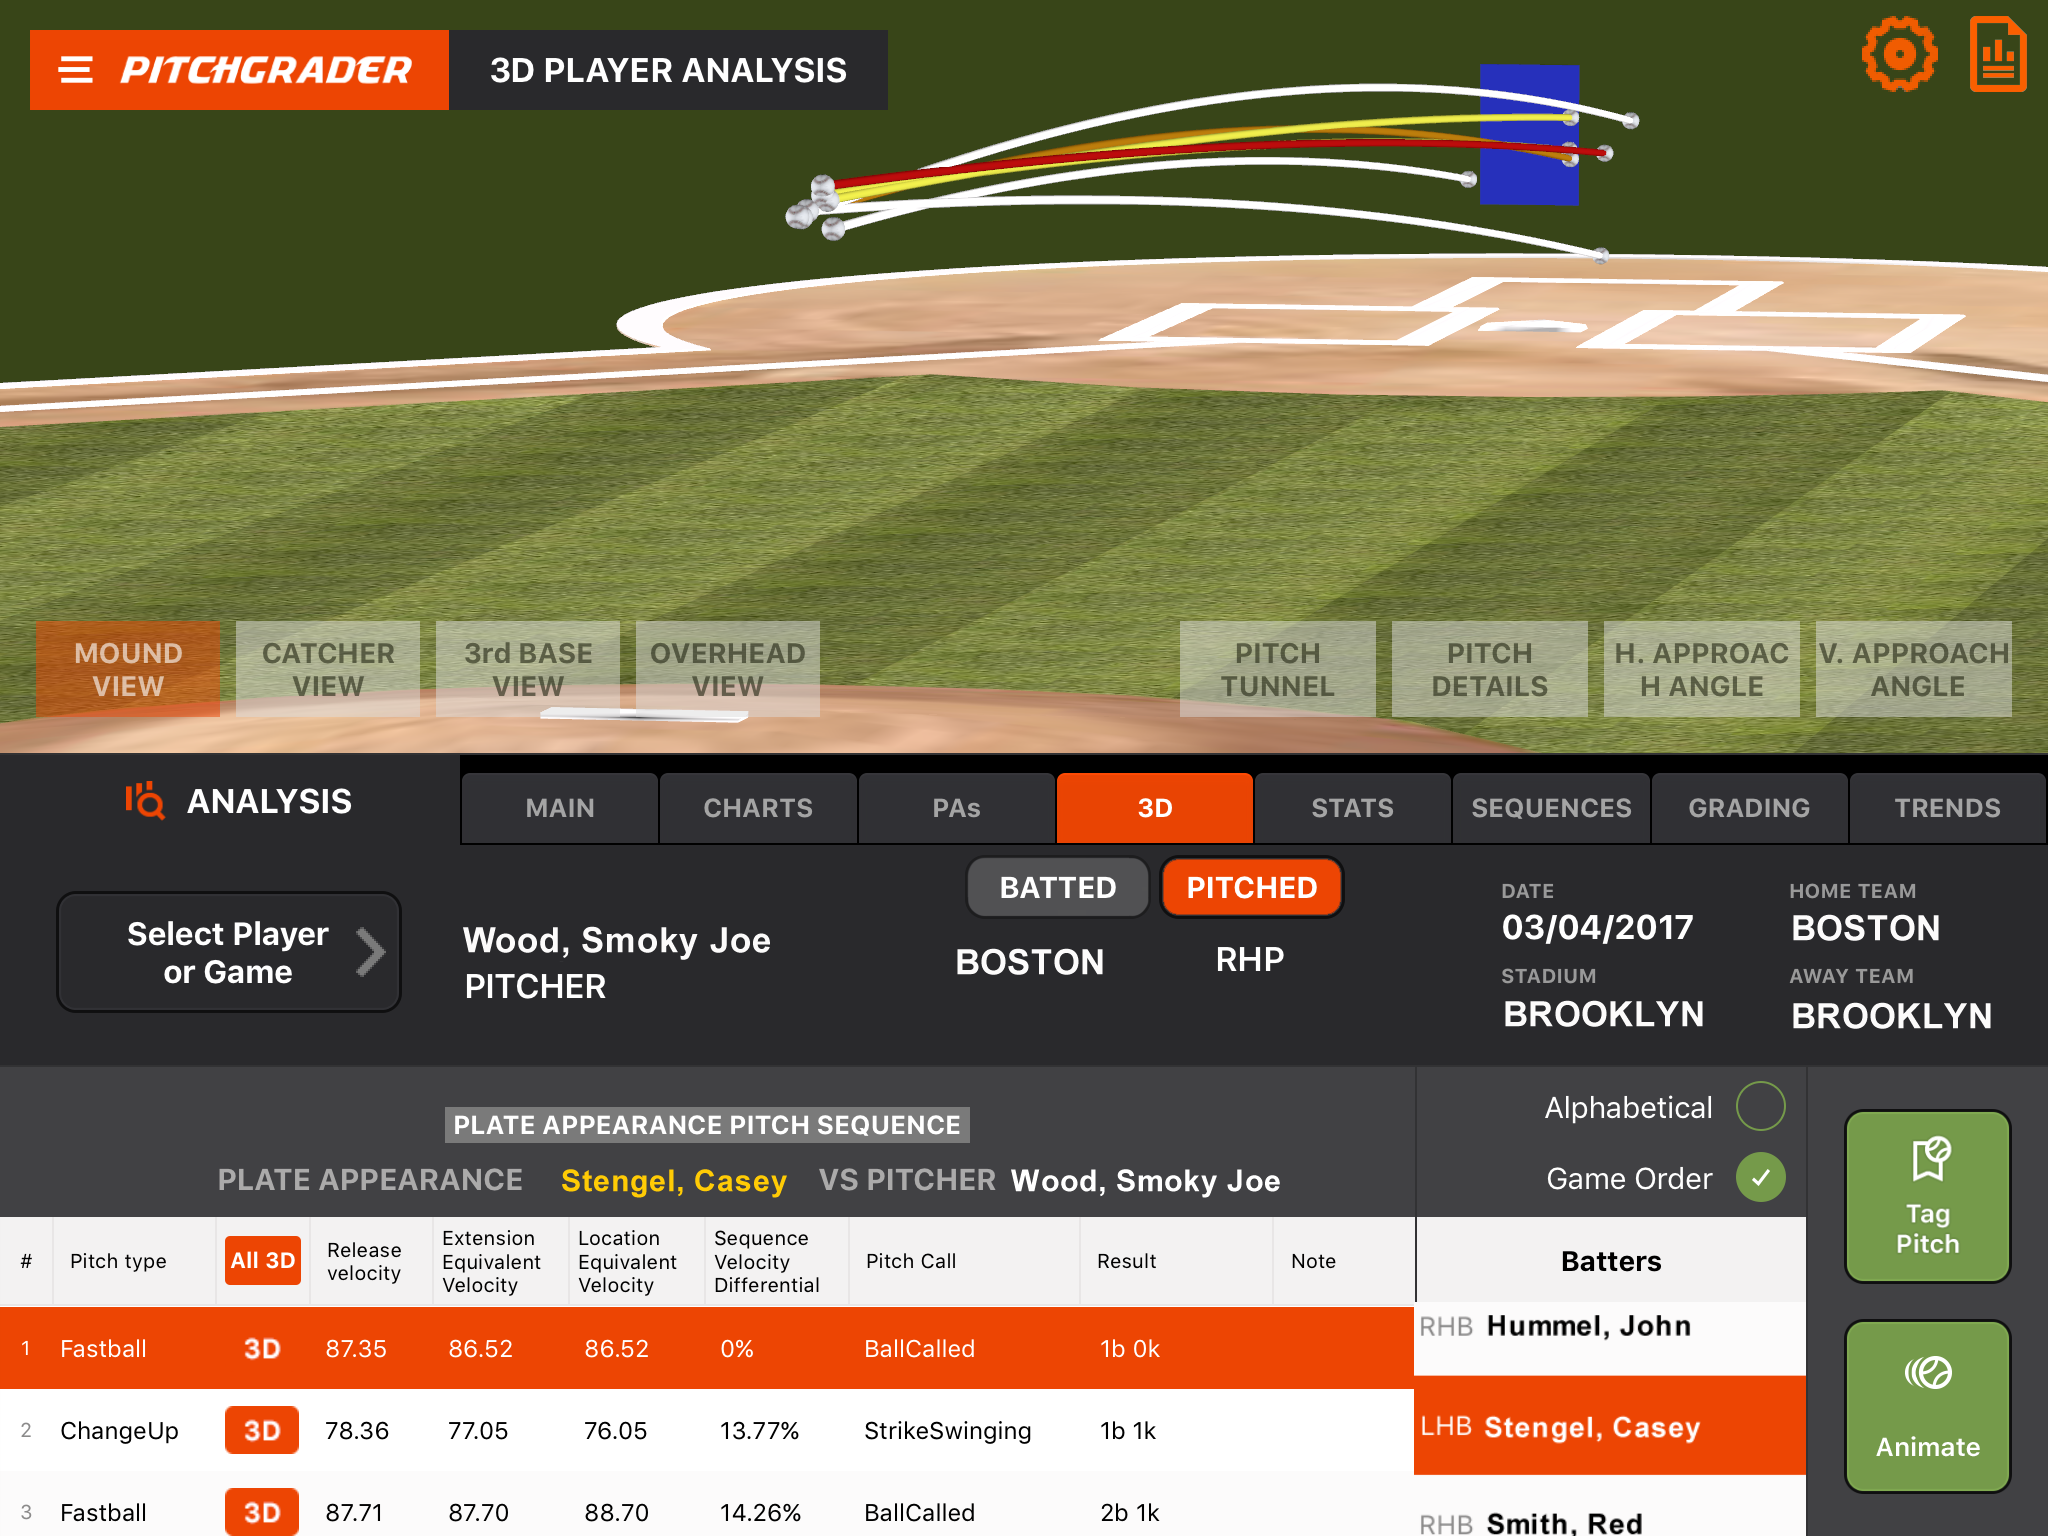 PITCHGRADER
3D PLAYER ANALYSIS
MOUND
VIEW
CATCHER
VIEW
3rd BASE
VIEW
OVERHEAD
VIEW
PITCH
TUNNEL
PITCH
DETAILS
H. APPROAC
H ANGLE
V. APPROACH
ANGLE
ANALYSIS
MAIN
CHARTS
PAs
3D
STATS
SEQUENCES
GRADING
TRENDS
Select Player
or Game
Wood, Smoky Joe
PITCHER
BATTED
PITCHED
BOSTON
RHP
DATE
03/04/2017
HOME TEAM
BOSTON
STADIUM
BROOKLYN
AWAY TEAM
BROOKLYN
PLATE APPEARANCE PITCH SEQUENCE
PLATE APPEARANCE Stengel, Casey VS PITCHER Wood, Smoky Joe
Alphabetical
Game Order
Tag
Pitch
Animate
# Pitch type All 3D Release velocity Extension Equivalent Velocity Location Equivalent Velocity Sequence Velocity Differential Pitch Call Result Note
1 Fastball 3D 87.35 86.52 86.52 0% BallCalled 1b 0k
2 ChangeUp 3D 78.36 77.05 76.05 13.77% StrikeSwinging 1b 1k
3 Fastball 3D 87.71 87.70 88.70 14.26% BallCalled 2b 1k
Batters
RHB Hummel, John
LHB Stengel, Casey
RHB Smith, Red